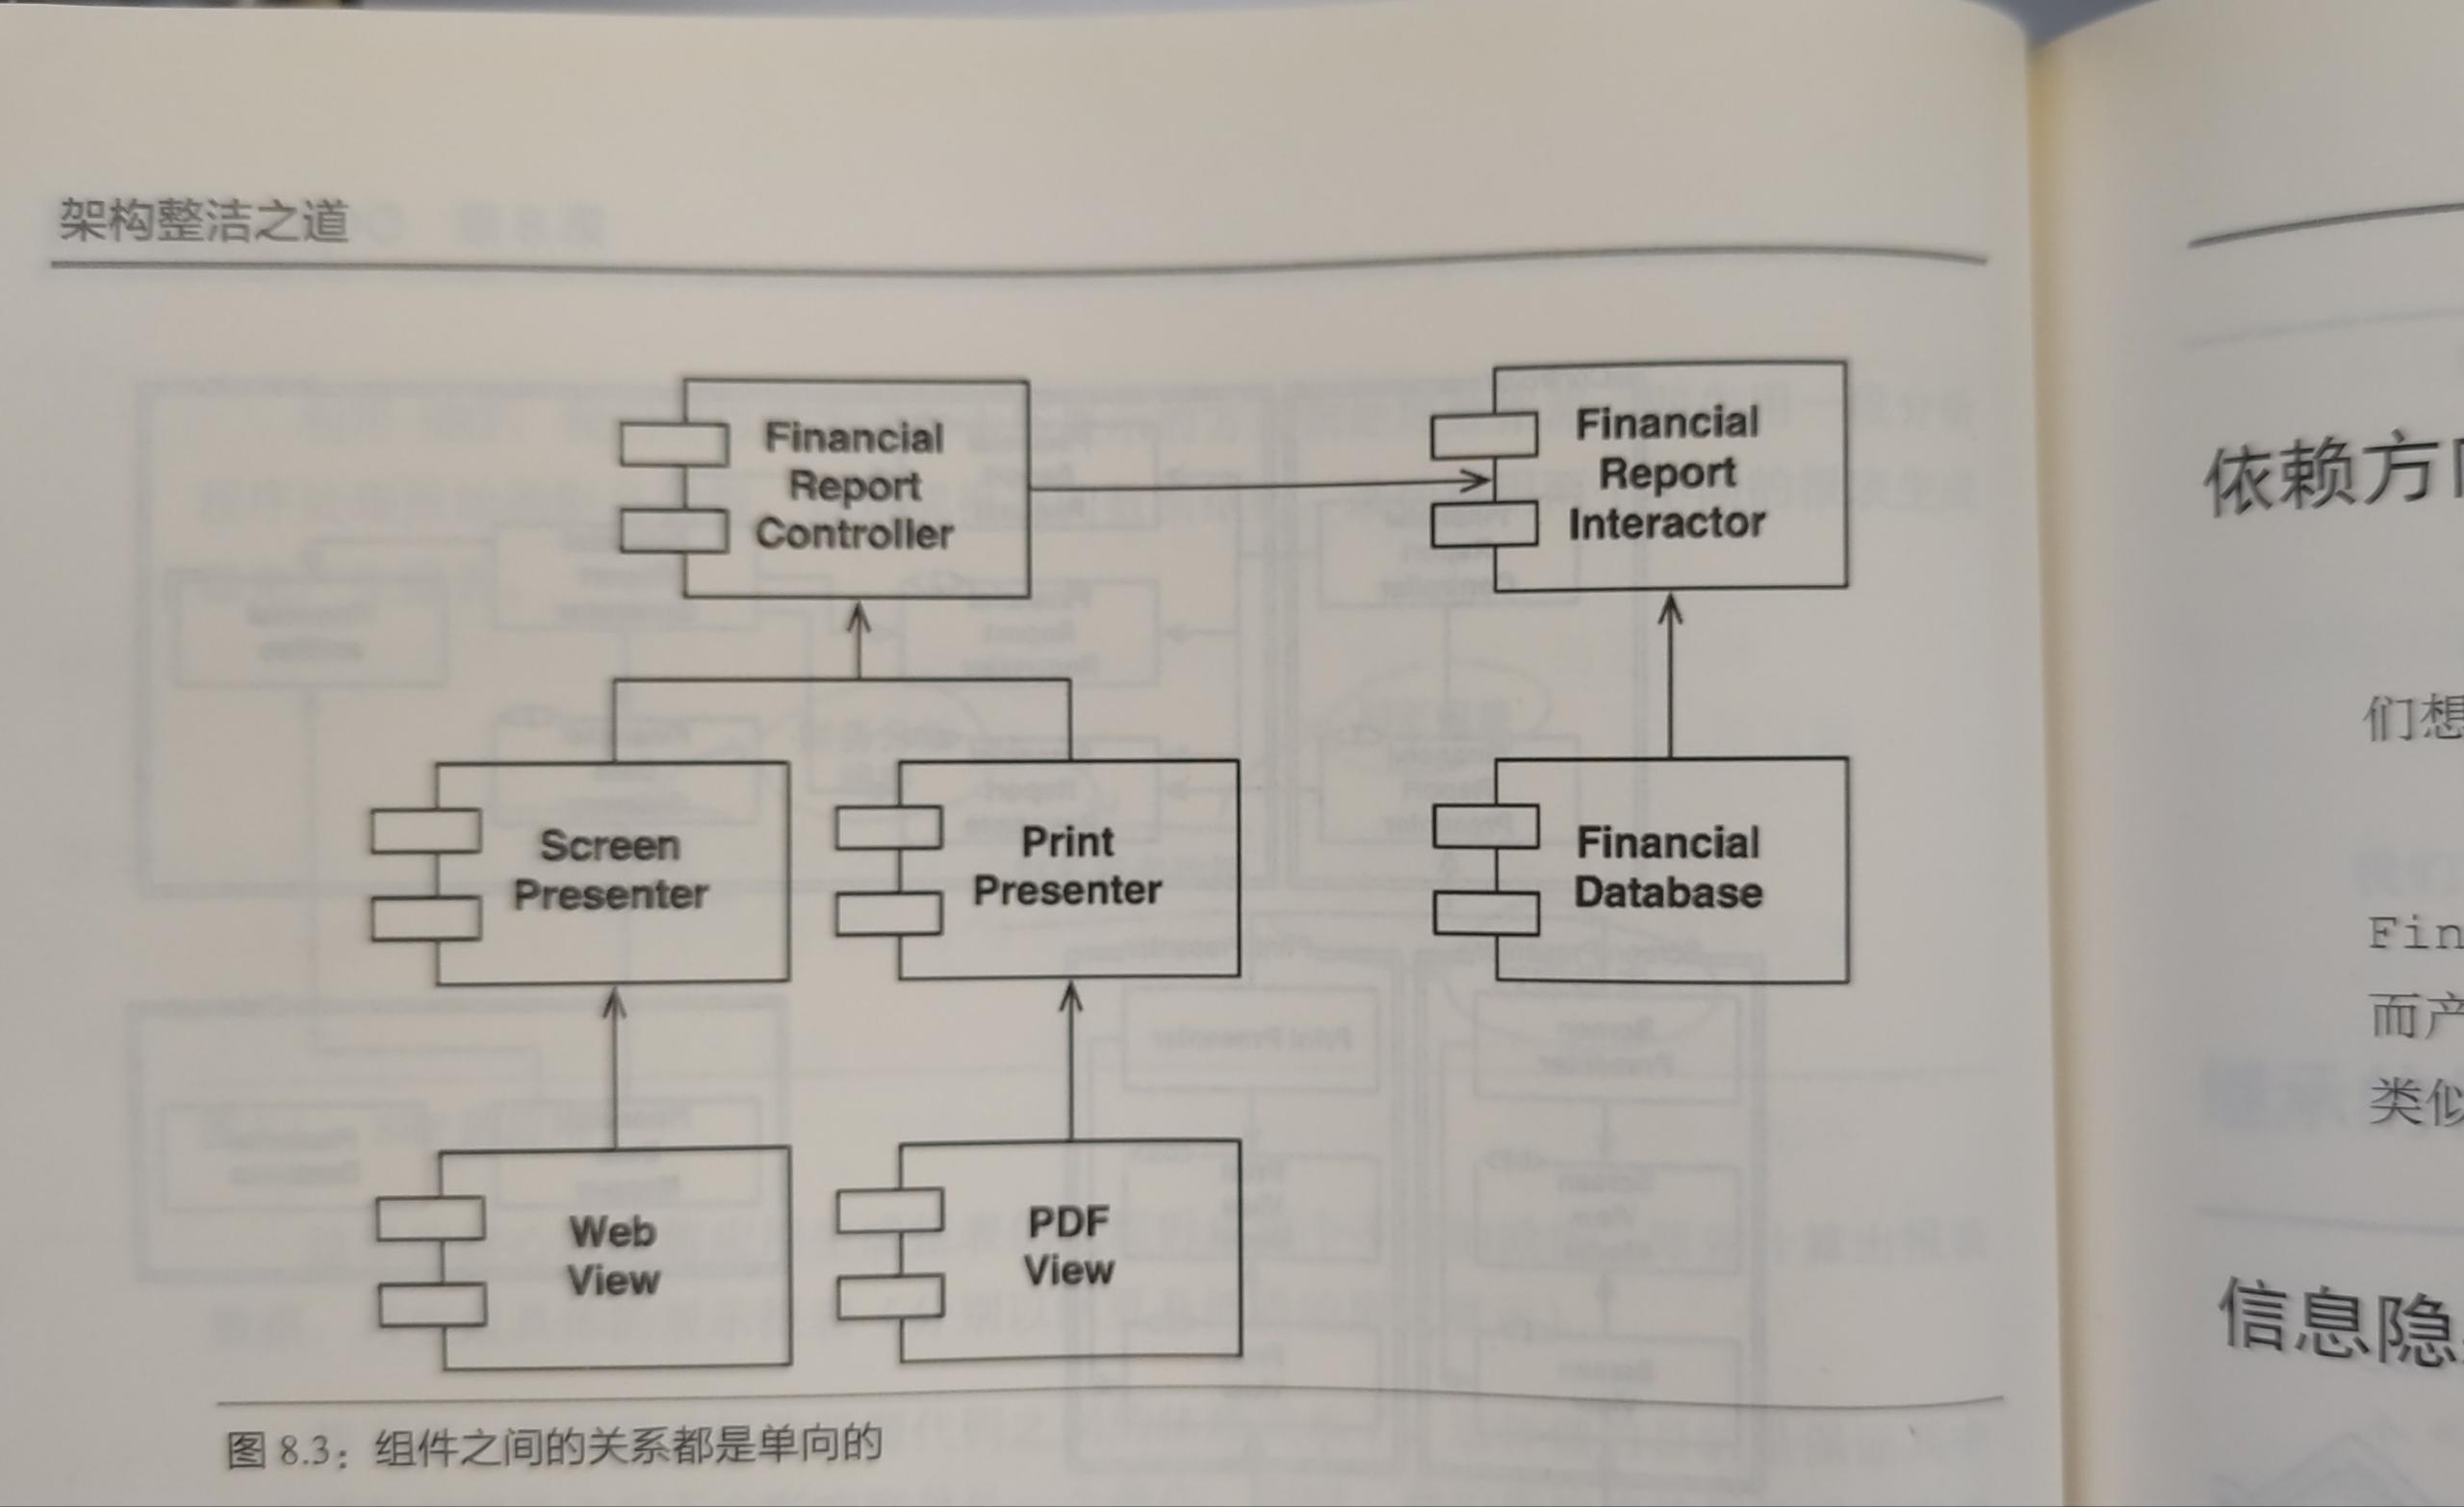 架构整洁之道
Financial
Report
Controller
Financial
Report
Interactor
Screen
Presenter
Print
Presenter
Financial
Database
Web
View
PDF
View
图 8.3：组件之间的关系都是单向的
依赖方
们想
Fin
而产
类似
信息隐